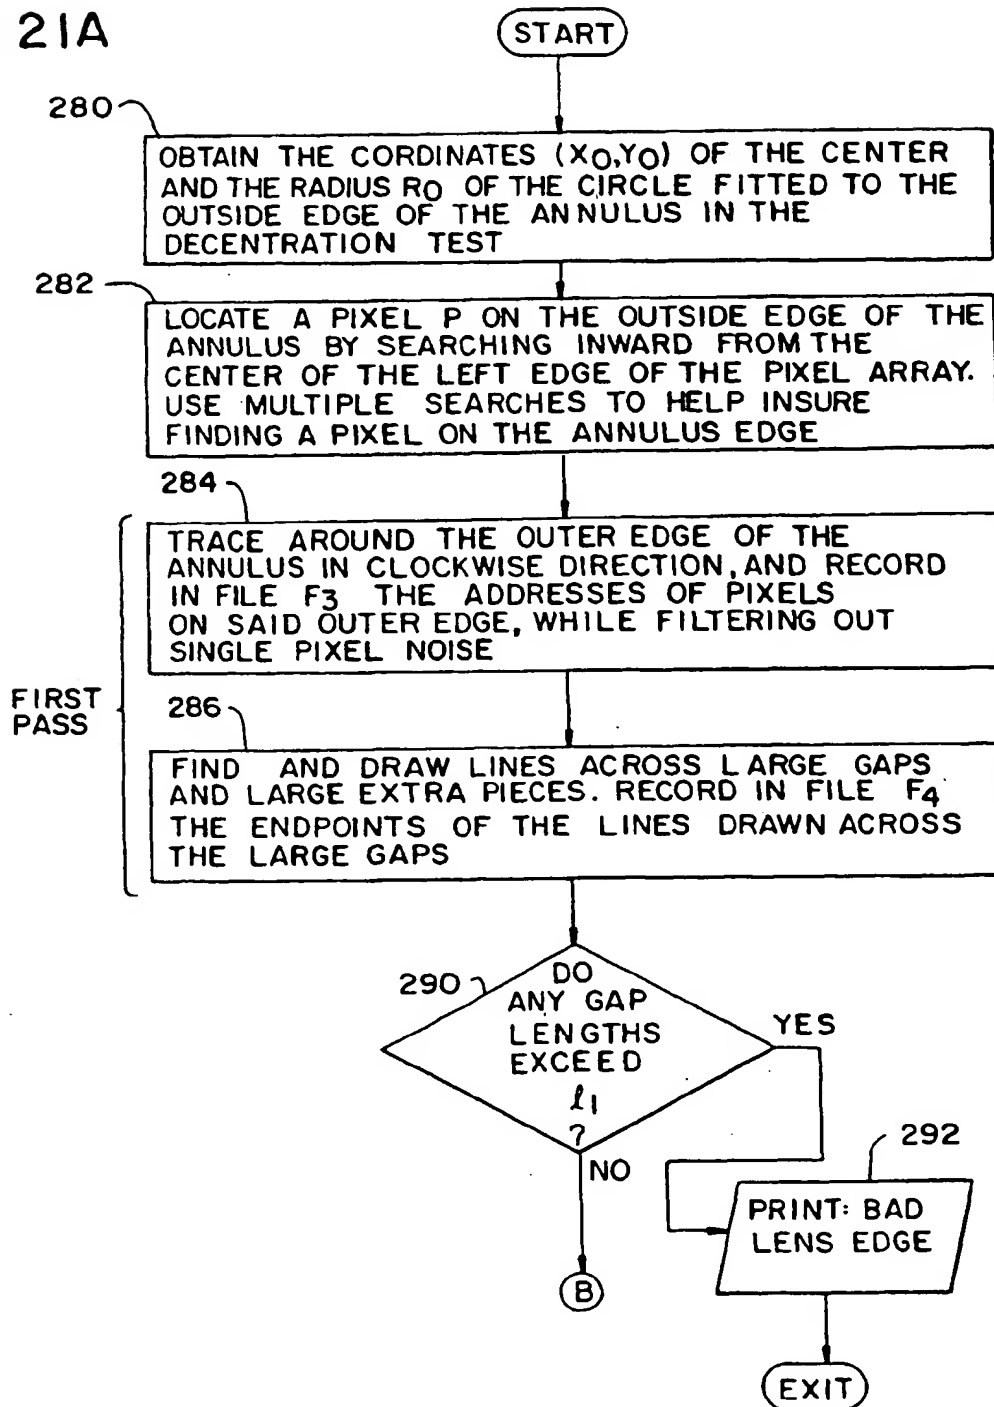 21A
START
280
OBTAIN THE CORDINATES (X0,Y0) OF THE CENTER
AND THE RADIUS R0 OF THE CIRCLE FITTED TO THE
OUTSIDE EDGE OF THE ANNULUS IN THE
DECENTRATION TEST
282
LOCATE A PIXEL P ON THE OUTSIDE EDGE OF THE
ANNULUS BY SEARCHING INWARD FROM THE
CENTER OF THE LEFT EDGE OF THE PIXEL ARRAY.
USE MULTIPLE SEARCHES TO HELP INSURE
FINDING A PIXEL ON THE ANNULUS EDGE
284
TRACE AROUND THE OUTER EDGE OF THE
ANNULUS IN CLOCKWISE DIRECTION, AND RECORD
IN FILE F3 THE ADDRESSES OF PIXELS
ON SAID OUTER EDGE, WHILE FILTERING OUT
SINGLE PIXEL NOISE
FIRST
PASS
286
FIND AND DRAW LINES ACROSS LARGE GAPS
AND LARGE EXTRA PIECES. RECORD IN FILE F4
THE ENDPOINTS OF THE LINES DRAWN ACROSS
THE LARGE GAPS
290
DO
ANY GAP
LENGTHS
EXCEED
ℓ1
?
YES
NO
292
PRINT: BAD
LENS EDGE
B
EXIT